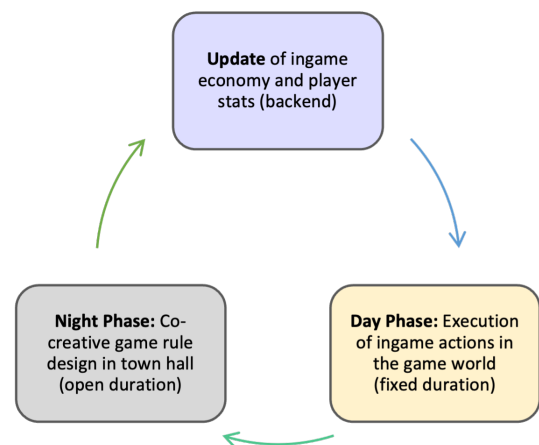 Update of ingame
economy and player
stats (backend)
Night Phase: Co-
creative game rule
design in town hall
(open duration)
Day Phase: Execution
of ingame actions in
the game world
(fixed duration)